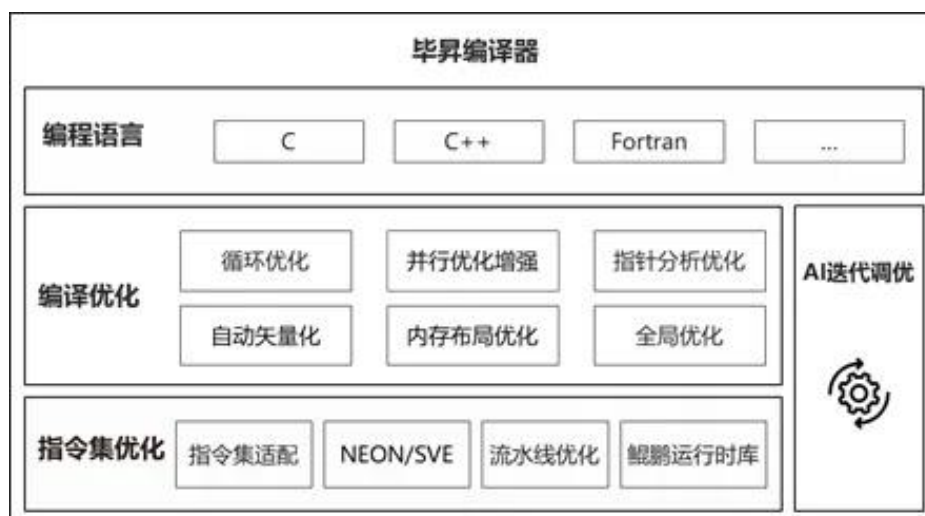 毕昇编译器
编程语言 C C++ Fortran ...
循环优化 并行优化增强 指针分析优化
编译优化
自动矢量化 内存布局优化 全局优化
AI迭代调优
指令集优化 指令集适配 NEON/SVE 流水线优化 鲲鹏运行时库